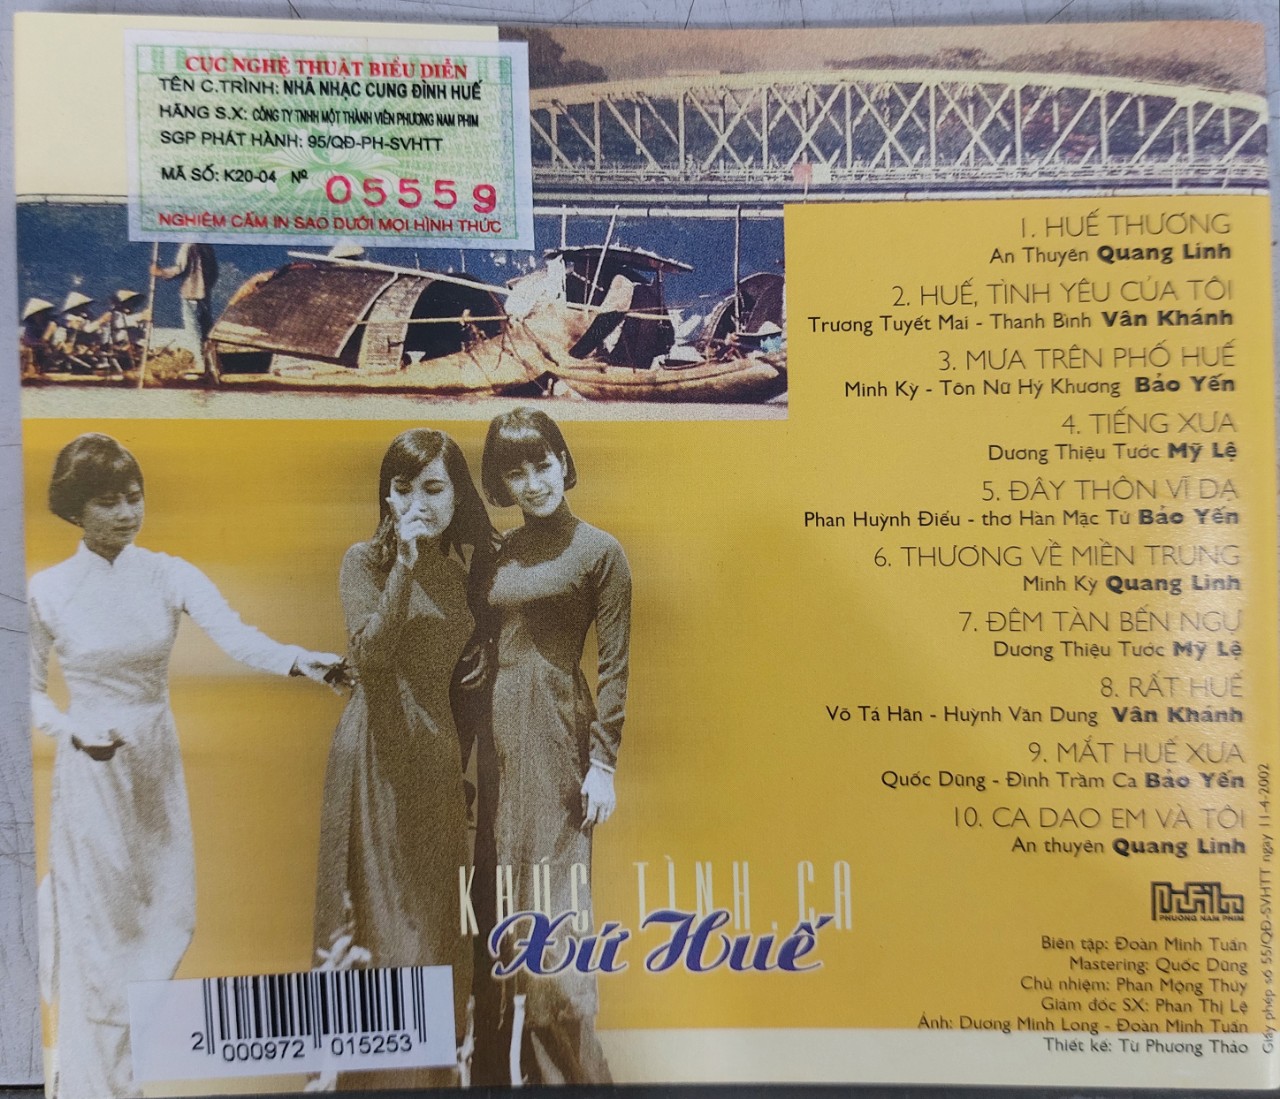 CỤC NGHỆ THUẬT BIỂU DIỄN
TÊN C.TRÌNH: NHÃ NHẠC CUNG ĐÌNH HUẾ
HÃNG S.X: CÔNG TY TNHH MỘT THÀNH VIÊN PHƯƠNG NAM PHIM
SGP PHÁT HÀNH: 95/QĐ-PH-SVHTT
MÃ SỐ: K20-04 Nº 05559
NGHIÊM CẤM IN SAO DƯỚI MỌI HÌNH THỨC
1. HUẾ THƯƠNG
An Thuyên Quang Linh
2. HUẾ, TÌNH YÊU CỦA TÔI
Trương Tuyết Mai - Thanh Bình Vân Khánh
3. MƯA TRÊN PHỐ HUẾ
Minh Kỳ - Tôn Nữ Hỷ Khương Bảo Yến
4. TIẾNG XƯA
Dương Thiệu Tước Mỹ Lệ
5. ĐÂY THÔN VĨ DẠ
Phan Huỳnh Điểu - thơ Hàn Mặc Tử Bảo Yến
6. THƯƠNG VỀ MIỀN TRUNG
Minh Kỳ Quang Linh
7. ĐÊM TÀN BẾN NGỰ
Dương Thiệu Tước Mỹ Lệ
8. RẤT HUẾ
Võ Tá Hân - Huỳnh Văn Dung Vân Khánh
9. MẮT HUẾ XƯA
Quốc Dũng - Đình Trầm Ca Bảo Yến
10. CA DAO EM VÀ TÔI
An thuyên Quang Linh
KHÚC TÌNH CA
Xứ Huế
PHUONG NAM PHIM
Biên tập: Đoàn Minh Tuấn
Mastering: Quốc Dũng
Chủ nhiệm: Phan Mộng Thúy
Giám đốc SX: Phan Thị Lệ
Ảnh: Dương Minh Long - Đoàn Minh Tuấn
Thiết kế: Từ Phương Thảo
Giấy phép số 55/QĐ-SVHTT ngày 11-4-2002
2 000972 015253